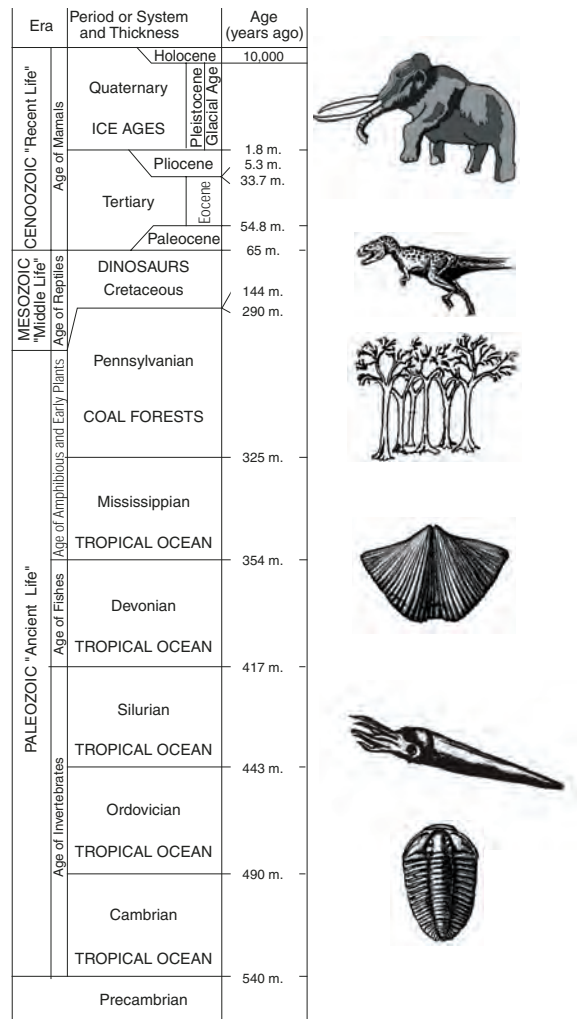 Era
Period or System
and Thickness
Age
(years ago)
CENOOZOIC "Recent Life"
Age of Mamals
Holocene
10,000
Quaternary
ICE AGES
Pleistocene
Glacial Age
1.8 m.
Pliocene
5.3 m.
33.7 m.
Tertiary
Eocene
54.8 m.
Paleocene
65 m.
MESOZOIC
"Middle Life"
Age of Reptiles
DINOSAURS
Cretaceous
144 m.
290 m.
PALEOZOIC "Ancient Life"
Age of Amphibious and Early Plants
Pennsylvanian
COAL FORESTS
325 m.
Mississippian
TROPICAL OCEAN
354 m.
Age of Fishes
Devonian
TROPICAL OCEAN
417 m.
Age of Invertebrates
Silurian
TROPICAL OCEAN
443 m.
Ordovician
TROPICAL OCEAN
490 m.
Cambrian
TROPICAL OCEAN
540 m.
Precambrian